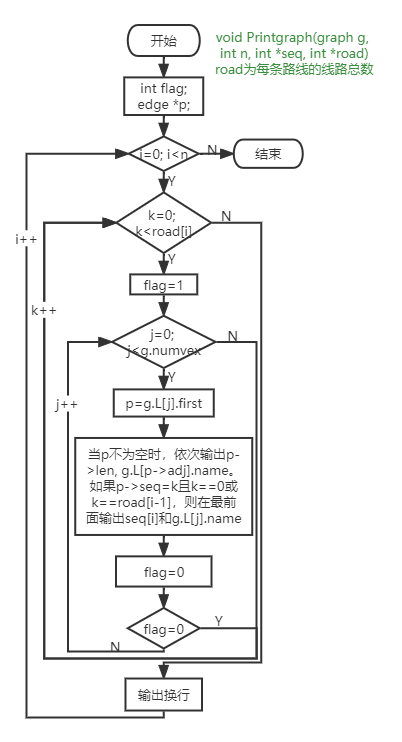 开始
void Printgraph(graph g,
int n, int *seq, int *road)
road为每条路线的线路总数
int flag;
edge *p;
i=0; i<n
N
结束
Y
k=0;
k<road[i]
N
i++
Y
flag=1
k++
j=0;
j<g.numvex
N
Y
j++
p=g.L[j].first
当p不为空时，依次输出p-
>len, g.L[p->adj].name。
如果p->seq=k且k==0或
k==road[i-1]，则在最前
面输出seq[i]和g.L[j].name
flag=0
flag=0
Y
N
输出换行